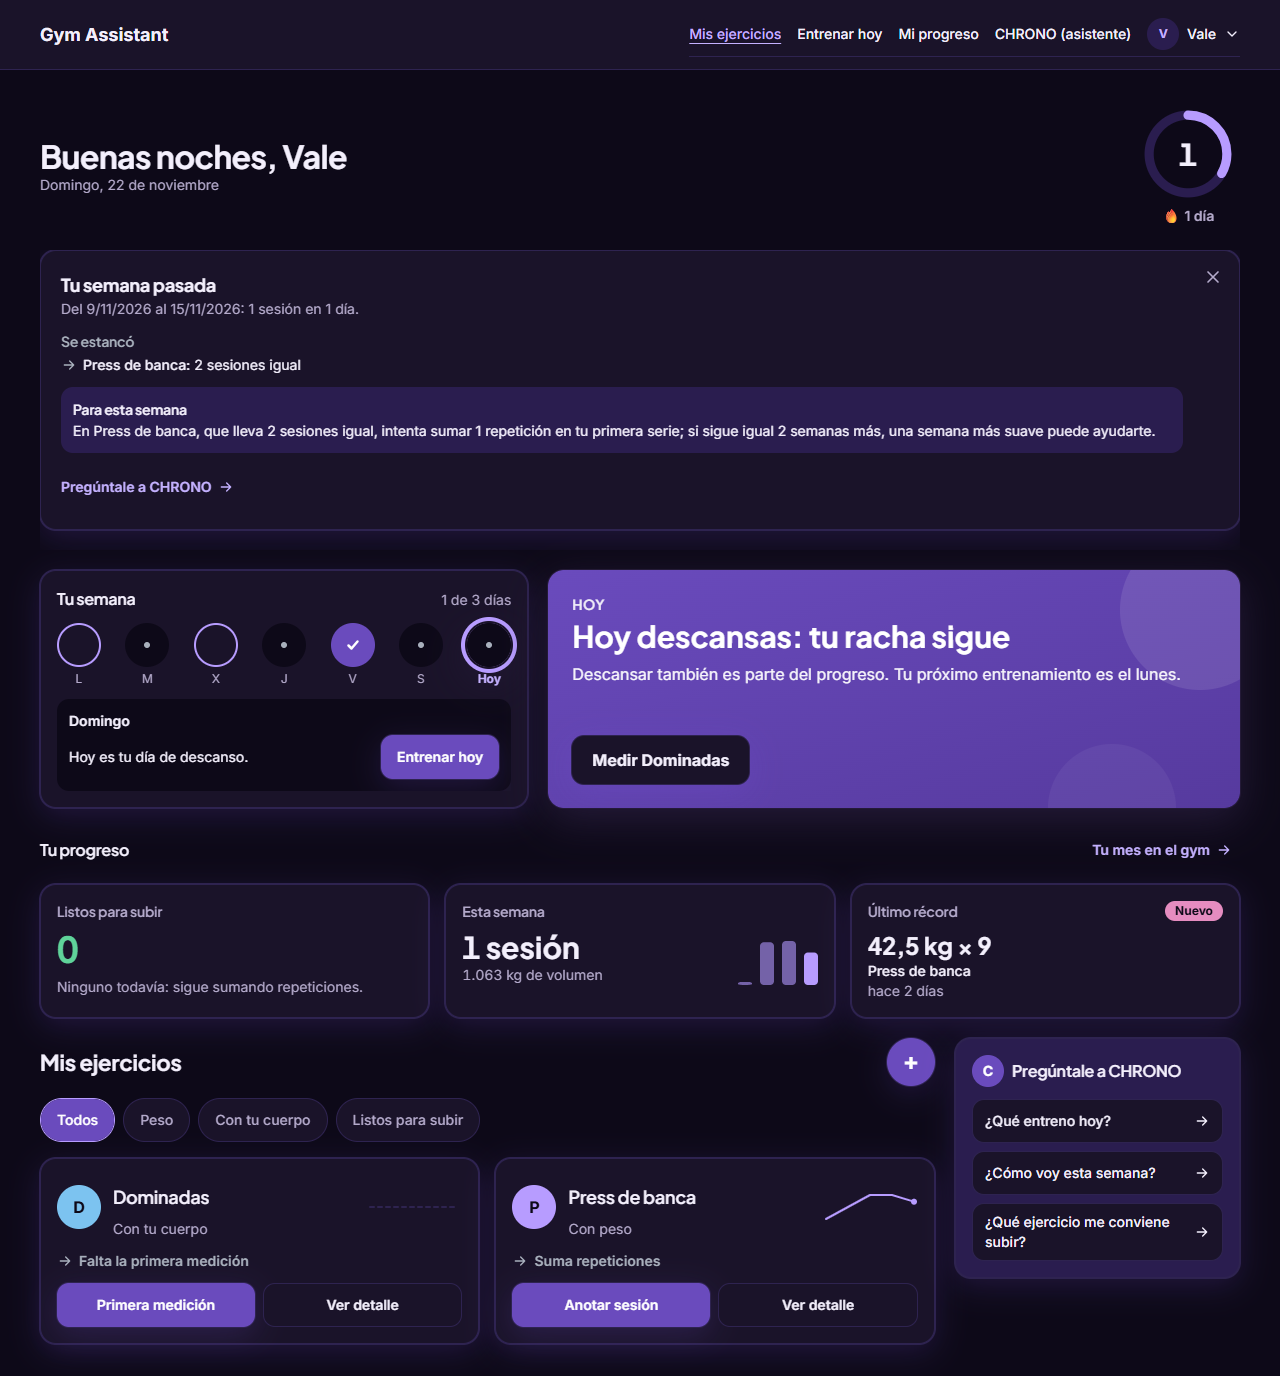 Gym Assistant
Mis ejercicios
Entrenar hoy
Mi progreso
CHRONO (asistente)
V
Vale
Buenas noches, Vale
Domingo, 22 de noviembre
1
🔥 1 día
Tu semana pasada
Del 9/11/2026 al 15/11/2026: 1 sesión en 1 día.
Se estancó
→ Press de banca: 2 sesiones igual
Para esta semana
En Press de banca, que lleva 2 sesiones igual, intenta sumar 1 repetición en tu primera serie; si sigue igual 2 semanas más, una semana más suave puede ayudarte.
Pregúntale a CHRONO →
Tu semana
1 de 3 días
L
M
X
J
V
S
Hoy
Domingo
Hoy es tu día de descanso.
Entrenar hoy
HOY
Hoy descansas: tu racha sigue
Descansar también es parte del progreso. Tu próximo entrenamiento es el lunes.
Medir Dominadas
Tu progreso
Tu mes en el gym →
Listos para subir
0
Ninguno todavía: sigue sumando repeticiones.
Esta semana
1 sesión
1.063 kg de volumen
Último récord
Nuevo
42,5 kg × 9
Press de banca
hace 2 días
Mis ejercicios
+
Todos
Peso
Con tu cuerpo
Listos para subir
D
Dominadas
Con tu cuerpo
→ Falta la primera medición
Primera medición
Ver detalle
P
Press de banca
Con peso
→ Suma repeticiones
Anotar sesión
Ver detalle
C
Pregúntale a CHRONO
¿Qué entreno hoy? →
¿Cómo voy esta semana? →
¿Qué ejercicio me conviene
subir? →